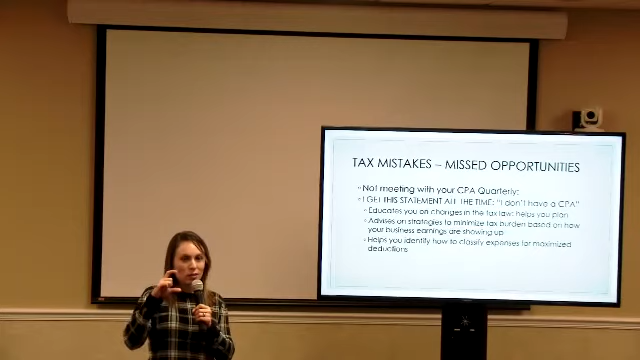 TAX MISTAKES – MISSED OPPORTUNITIES
Not meeting with your CPA Quarterly:
I GET THIS STATEMENT ALL THE TIME: "I don't have a CPA"
Educates you on changes in the tax law; helps you plan
Advises on strategies to minimize tax burden based on how
your business earnings are showing up
Helps you identify how to classify expenses for maximized
deductions